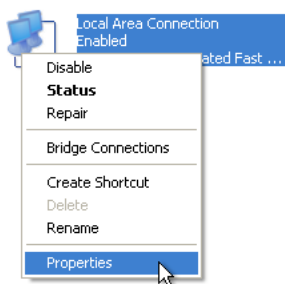 Local Area Connection
Enabled
ated Fast ...
Disable
Status
Repair
Bridge Connections
Create Shortcut
Delete
Rename
Properties